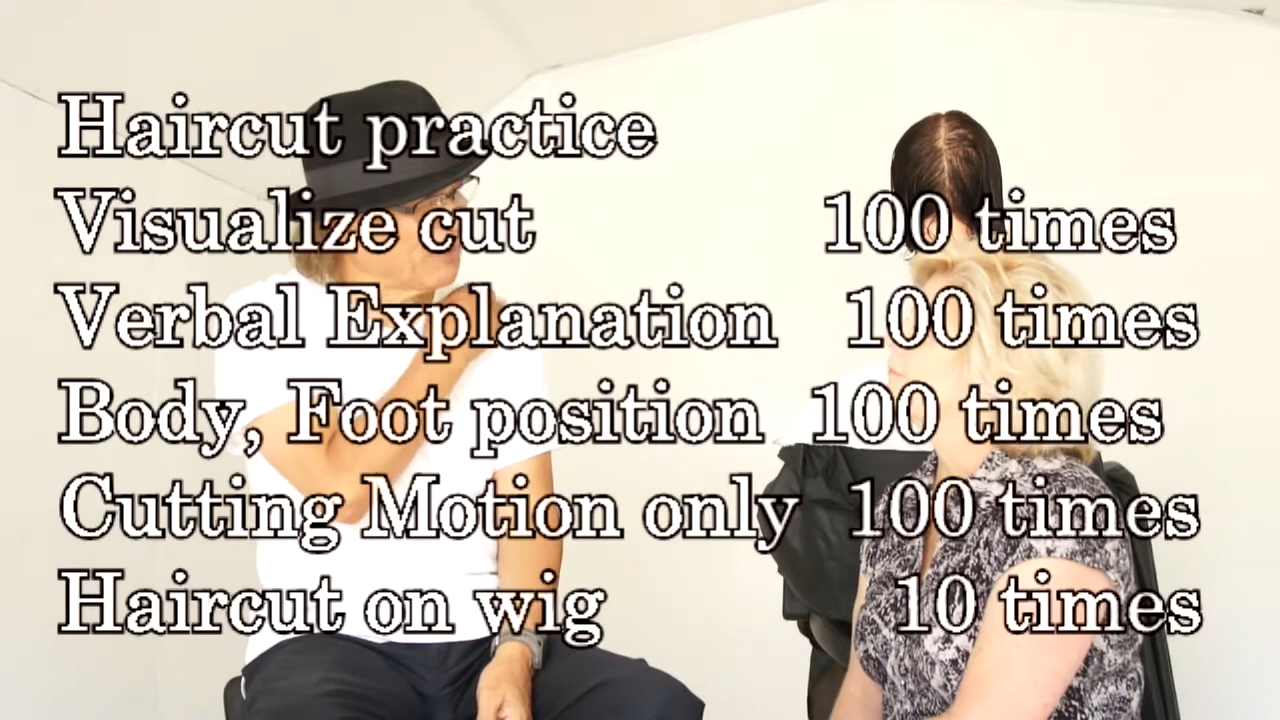 Haircut practice
Visualize cut 100 times
Verbal Explanation 100 times
Body, Foot position 100 times
Cutting Motion only 100 times
Haircut on wig 10 times